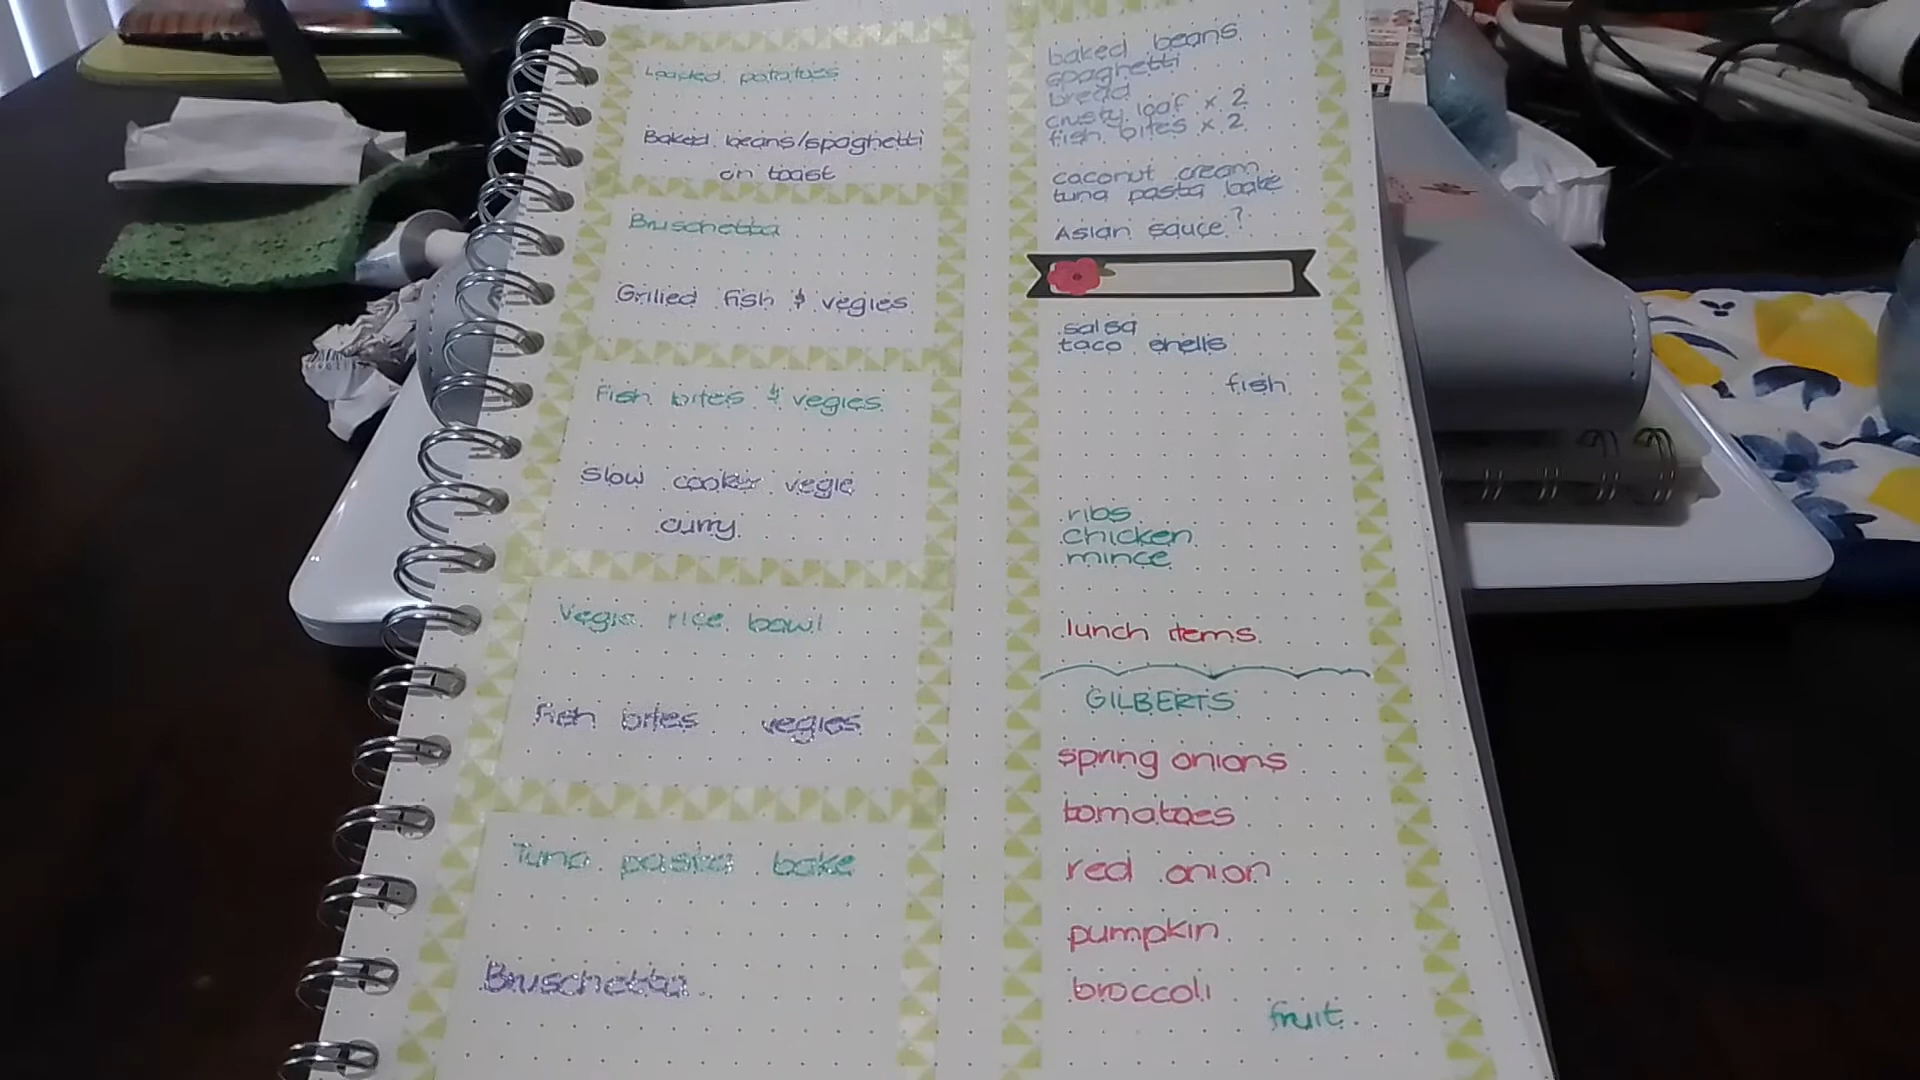 Loaded potatoes
Baked beans/spaghetti
on toast
Bruschetta
Grilled fish & vegies
Fish bites & vegies
Slow cooker vegie
curry
Vegie rice bowl
Fish bites vegies
Tuna pasta bake
Bruschetta
baked beans
spaghetti
bread
crusty loaf x 2
fish bites x 2
coconut cream
tuna pasta bake
Asian sauce?
salsa
taco shells
fish
ribs
chicken
mince
lunch items
GILBERTS
spring onions
tomatoes
red onion
pumpkin
broccoli
fruit